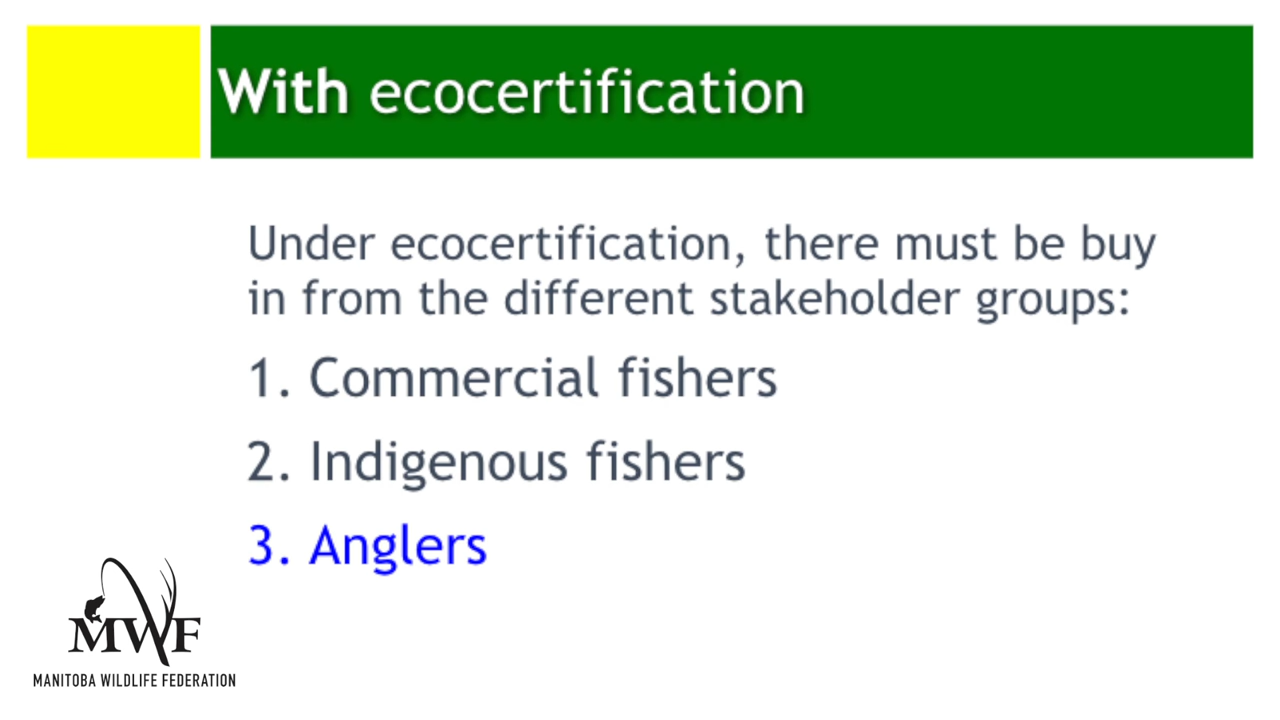 With ecocertification
Under ecocertification, there must be buy
in from the different stakeholder groups:
1. Commercial fishers
2. Indigenous fishers
3. Anglers
MWF
MANITOBA WILDLIFE FEDERATION